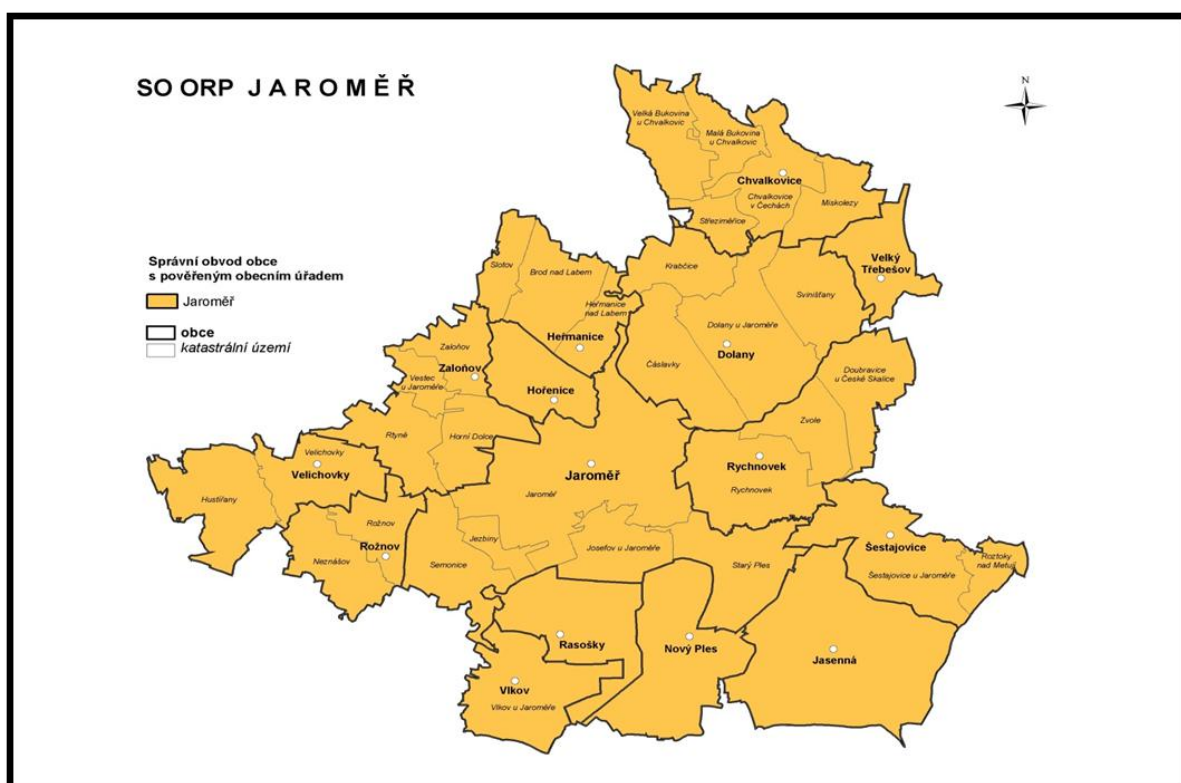 SO ORP J A R O M Ě Ř
N
Velká Bukovina
u Chvalkovic
Malá Bukovina
u Chvalkovic
Chvalkovice
Chvalkovice
v Čechách
Miskolezy
Střeziměřice
Správní obvod obce
s pověřeným obecním úřadem
Jaroměř
obce
katastrální území
Velký
Třebešov
Slotov
Brod nad Labem
Heřmanice
nad Labem
Heřmanice
Krabčice
Svinišťany
Dolany u Jaroměře
Dolany
Čáslavky
Zaloňov
Zaloňov
Vestec
u Jaroměře
Hořenice
Doubravice
u České Skalice
Zvole
Rtyně
Horní Dolce
Velichovky
Velichovky
Hustířany
Jaroměř
Jaroměř
Rychnovek
Rychnovek
Rožnov
Rožnov
Neznášov
Semonice
Jezbiny
Josefov u Jaroměře
Starý Ples
Šestajovice
Šestajovice u Jaroměře
Roztoky
nad Metují
Rasošky
Nový Ples
Jasenná
Vlkov
Vlkov u Jaroměře